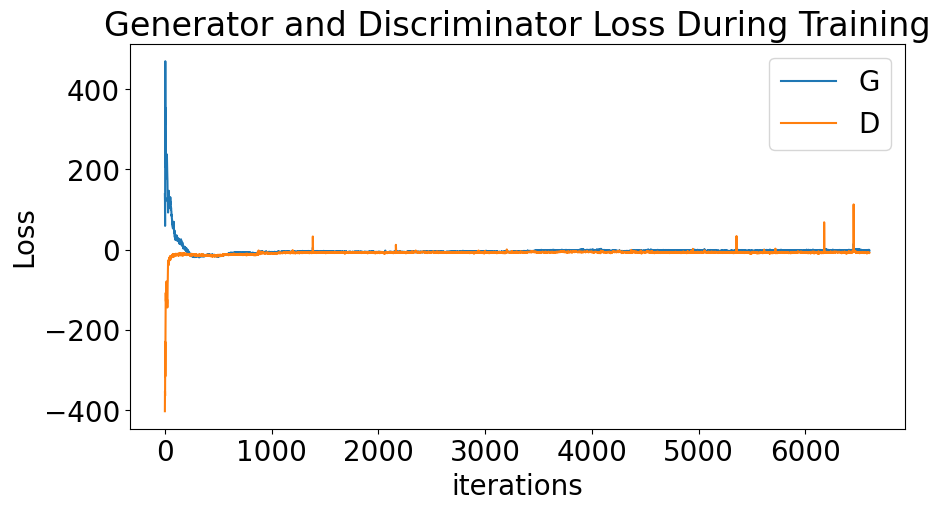 Generator and Discriminator Loss During Training
G
D
400
200
0
−200
−400
Loss
0 1000 2000 3000 4000 5000 6000
iterations